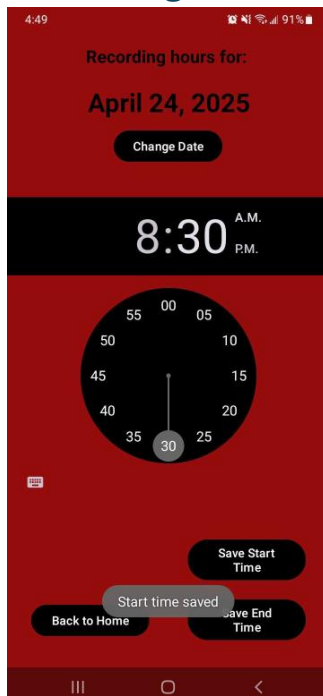 4:49 91%
Recording hours for:
April 24, 2025
Change Date
8:30
A.M.
P.M.
00
55 05
50 10
45 15
40 20
35 25
30
Save Start
Time
Start time saved
Back to Home
Save End
Time